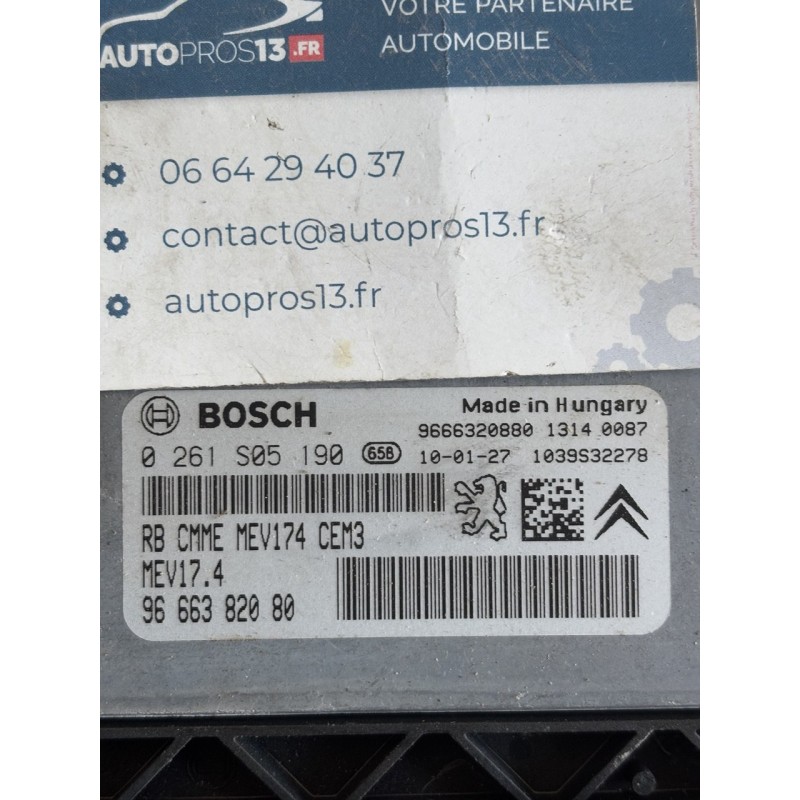 VOTRE PARTENAIRE
AUTOMOBILE
AUTOPROS13.FR
06 64 29 40 37
contact@autopros13.fr
autopros13.fr
BOSCH
Made in Hungary
9666320880 1314 0087
0 261 S05 190 658
10-01-27 1039S32278
RB CMME MEV174 CEM3
MEV17.4
96 663 820 80